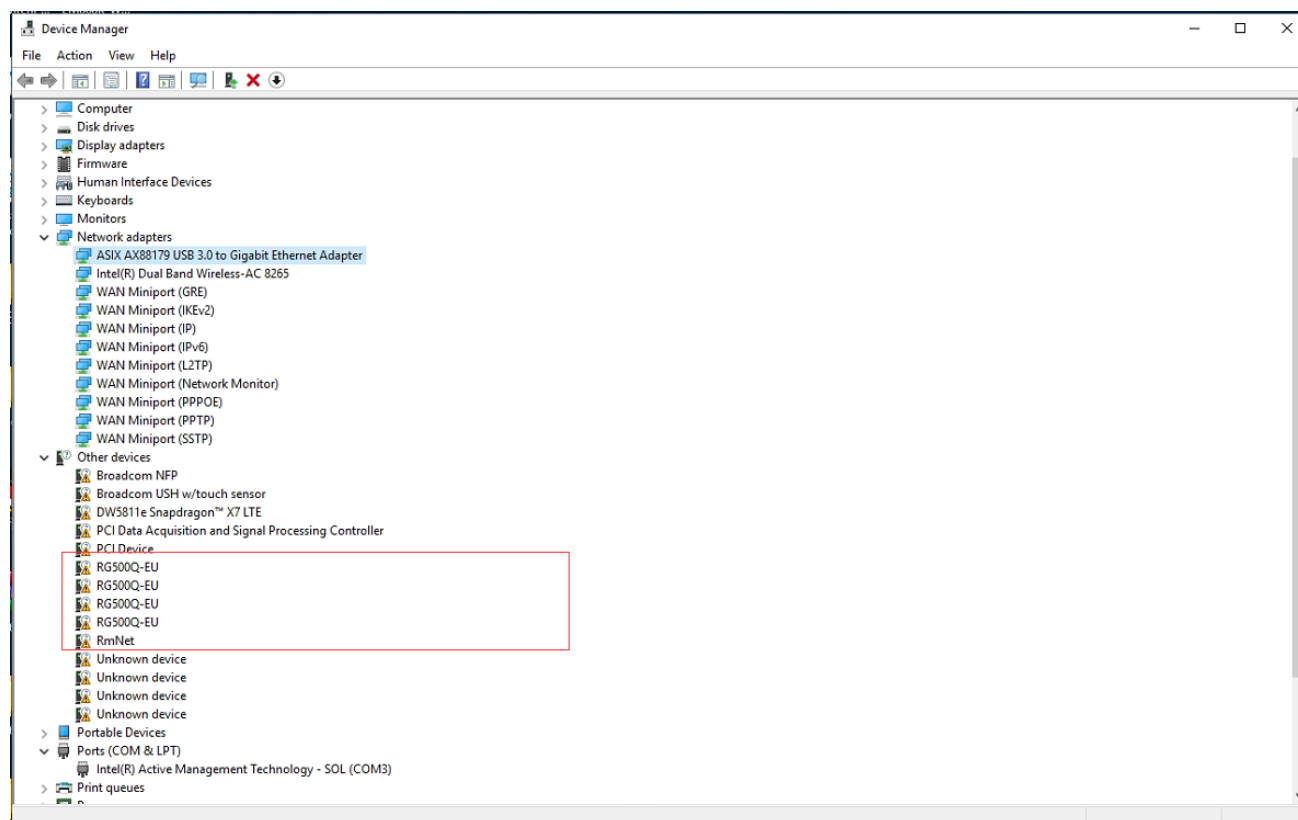 Device Manager
File Action View Help
Computer
Disk drives
Display adapters
Firmware
Human Interface Devices
Keyboards
Monitors
Network adapters
ASIX AX88179 USB 3.0 to Gigabit Ethernet Adapter
Intel(R) Dual Band Wireless-AC 8265
WAN Miniport (GRE)
WAN Miniport (IKEv2)
WAN Miniport (IP)
WAN Miniport (IPv6)
WAN Miniport (L2TP)
WAN Miniport (Network Monitor)
WAN Miniport (PPPOE)
WAN Miniport (PPTP)
WAN Miniport (SSTP)
Other devices
Broadcom NFP
Broadcom USH w/touch sensor
DW5811e Snapdragon™ X7 LTE
PCI Data Acquisition and Signal Processing Controller
PCI Device
RG500Q-EU
RG500Q-EU
RG500Q-EU
RG500Q-EU
RmNet
Unknown device
Unknown device
Unknown device
Unknown device
Portable Devices
Ports (COM & LPT)
Intel(R) Active Management Technology - SOL (COM3)
Print queues